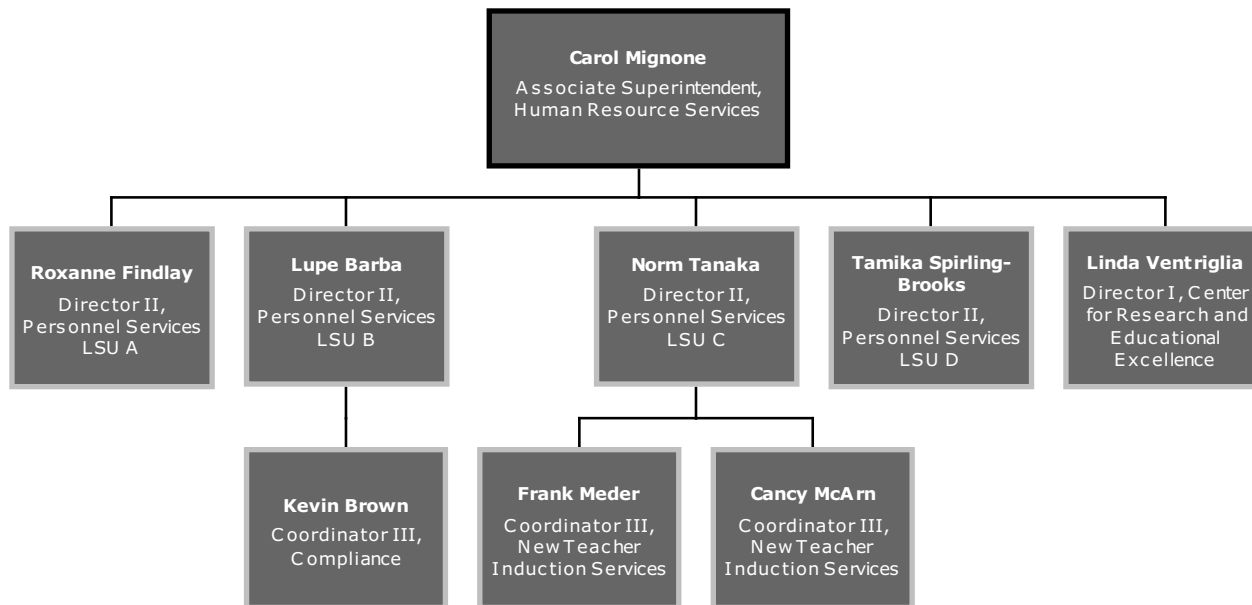 Carol Mignone
Associate Superintendent,
Human Resource Services
Roxanne Findlay
Director II,
Personnel Services
LSU A
Lupe Barba
Director II,
Personnel Services
LSU B
Norm Tanaka
Director II,
Personnel Services
LSU C
Tamika Spirling-
Brooks
Director II,
Personnel Services
LSU D
Linda Ventriglia
Director I, Center
for Research and
Educational
Excellence
Kevin Brown
Coordinator III,
Compliance
Frank Meder
Coordinator III,
New Teacher
Induction Services
Cancy McArn
Coordinator III,
New Teacher
Induction Services